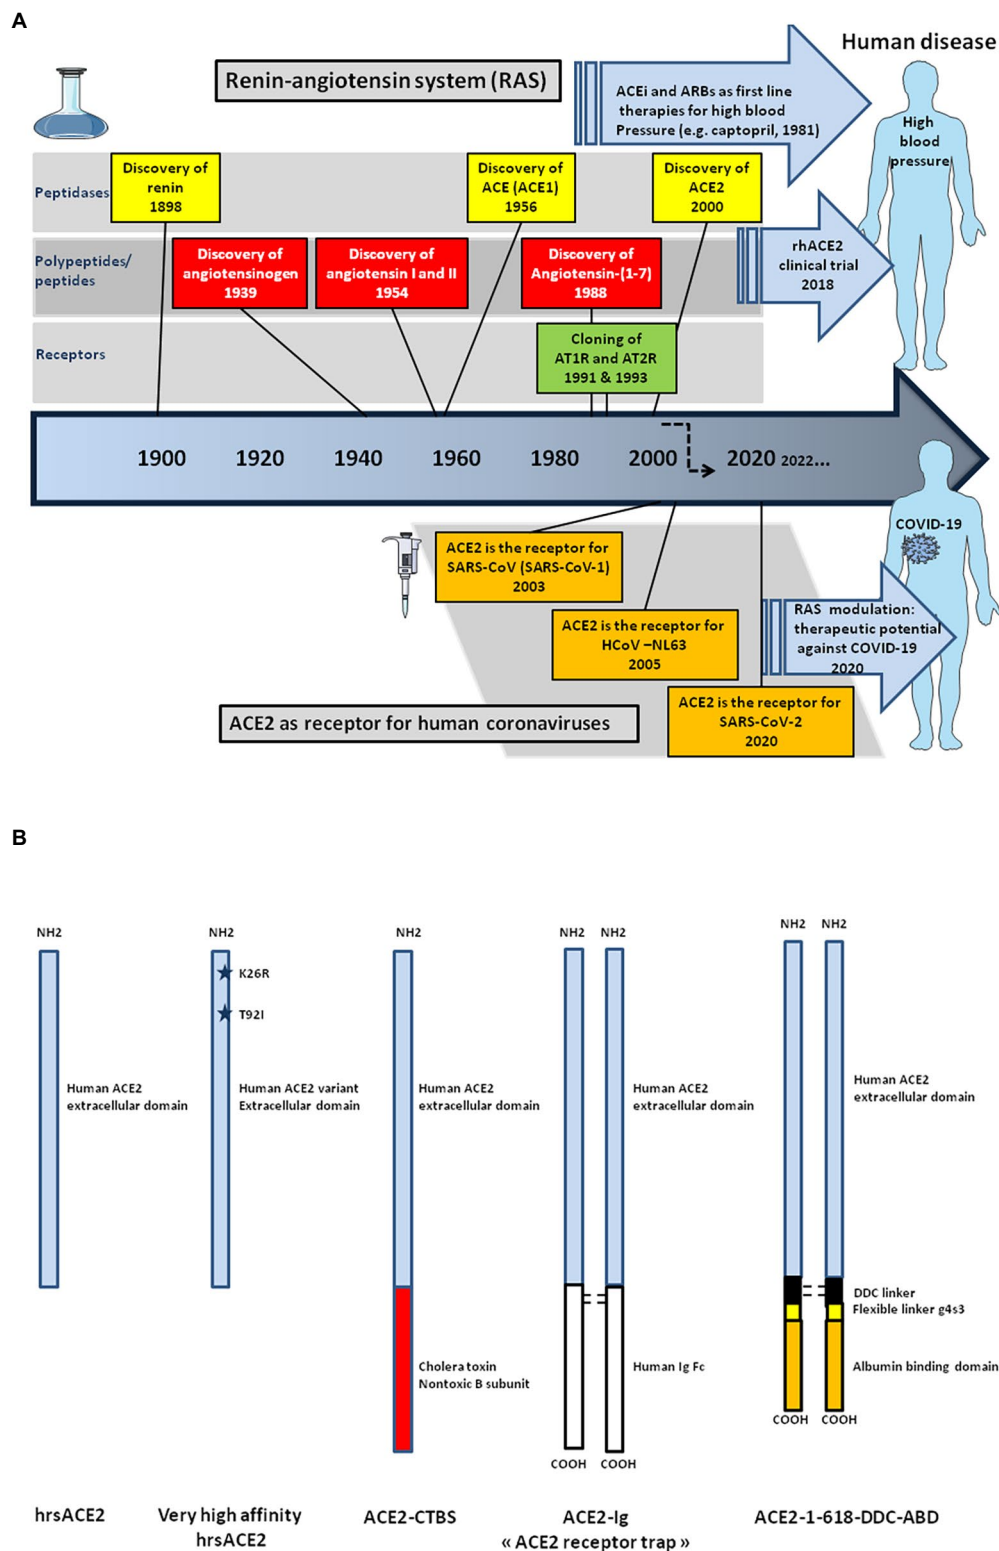 A
Human disease
Renin-angiotensin system (RAS)
ACEi and ARBs as first line
therapies for high blood
Pressure (e.g. captopril, 1981)
High
blood
pressure
Peptidases
Discovery of
renin
1898
Discovery of
ACE (ACE1)
1956
Discovery of
ACE2
2000
Polypeptides/
peptides
Discovery of
angiotensinogen
1939
Discovery of
angiotensin I and II
1954
Discovery of
Angiotensin-(1-7)
1988
rhACE2
clinical trial
2018
Receptors
Cloning of
AT1R and AT2R
1991 & 1993
1900 1920 1940 1960 1980 2000 2020 2022...
COVID-19
ACE2 is the receptor for
SARS-CoV (SARS-CoV-1)
2003
ACE2 is the receptor for
HCoV –NL63
2005
RAS modulation:
therapeutic potential
against COVID-19
2020
ACE2 is the receptor for
SARS-CoV-2
2020
ACE2 as receptor for human coronaviruses
B
NH2
Human ACE2
extracellular domain
hrsACE2
NH2
K26R
T92I
Human ACE2 variant
Extracellular domain
Very high affinity
hrsACE2
NH2
Human ACE2
extracellular domain
Cholera toxin
Nontoxic B subunit
ACE2-CTBS
NH2 NH2
Human ACE2
extracellular domain
Human Ig Fc
COOH COOH
ACE2-Ig
« ACE2 receptor trap »
NH2 NH2
Human ACE2
extracellular domain
DDC linker
Flexible linker g4s3
Albumin binding domain
COOH COOH
ACE2-1-618-DDC-ABD